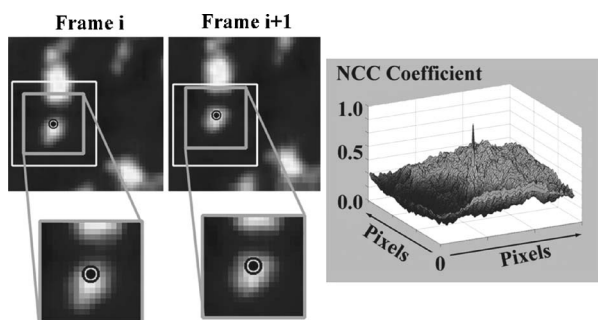 Frame i
Frame i+1
NCC Coefficient
1.0
0.5
0.0
Pixels
0
Pixels